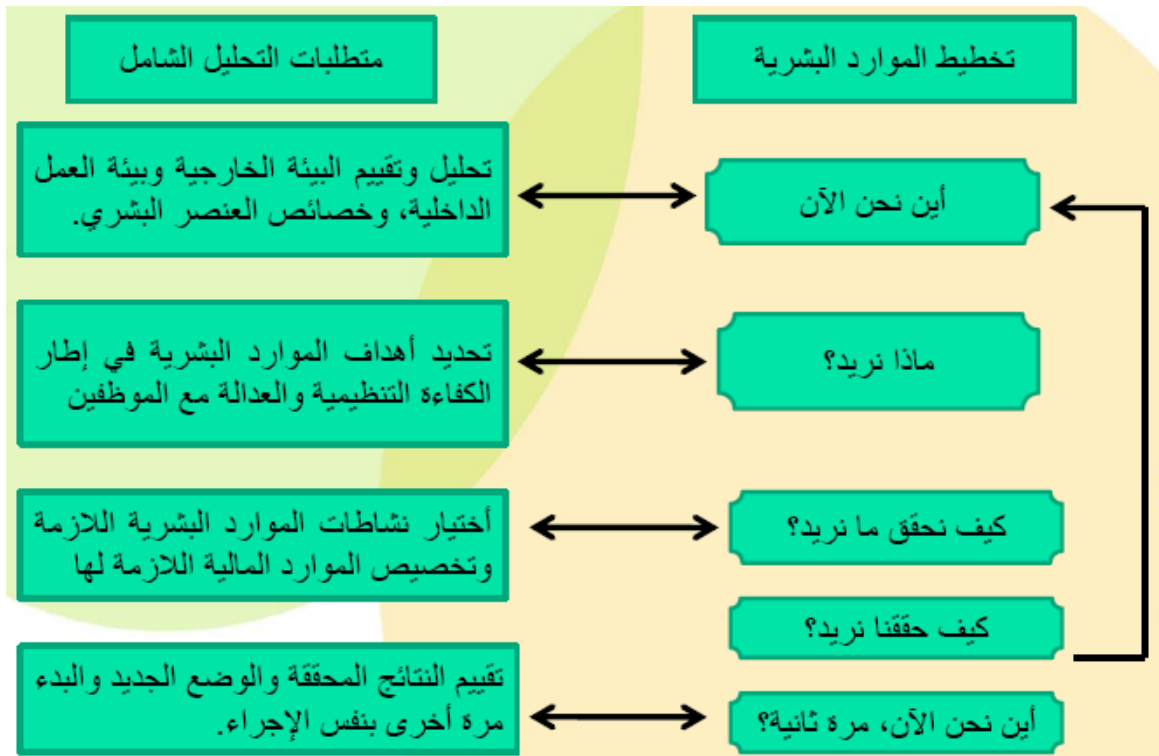 تخطيط الموارد البشرية
متطلبات التحليل الشامل
أين نحن الآن
تحليل وتقييم البيئة الخارجية وبيئة العمل
الداخلية، وخصائص العنصر البشري.
ماذا نريد؟
تحديد أهداف الموارد البشرية في إطار
الكفاءة التنظيمية والعدالة مع الموظفين
كيف نحقق ما نريد؟
أختيار نشاطات الموارد البشرية اللازمة
وتخصيص الموارد المالية اللازمة لها
كيف حققنا نريد؟
أين نحن الآن، مرة ثانية؟
تقييم النتائج المحققة والوضع الجديد والبدء
مرة أخرى بنفس الإجراء.